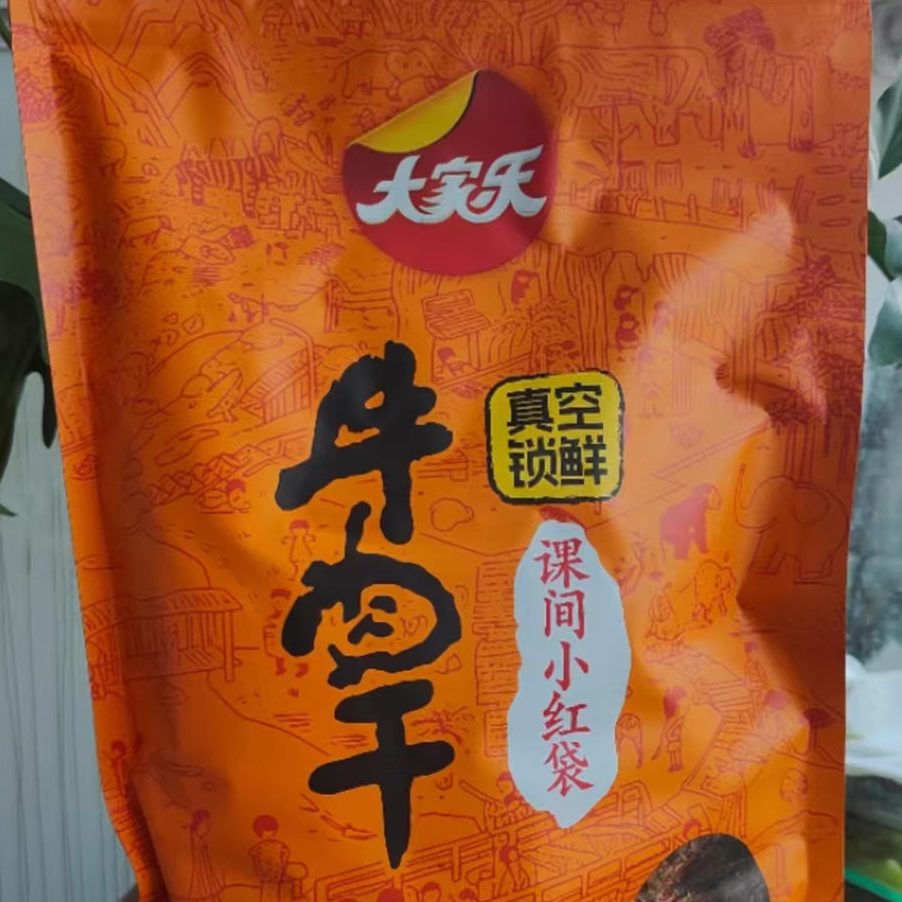 大家乐
牛肉干
真空
锁鲜
课间小红袋